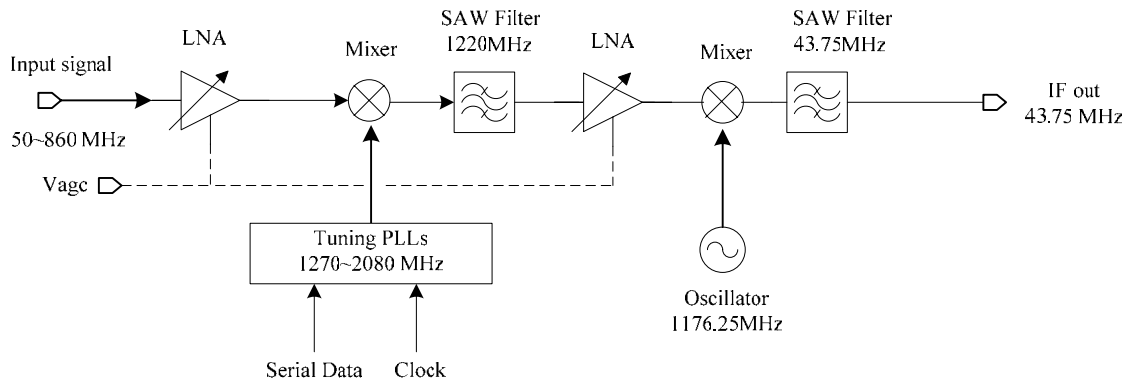 SAW Filter
1220MHz
SAW Filter
43.75MHz
LNA
Mixer
LNA
Mixer
Input signal
50~860 MHz
IF out
43.75 MHz
Vagc
Tuning PLLs
1270~2080 MHz
Oscillator
1176.25MHz
Serial Data
Clock